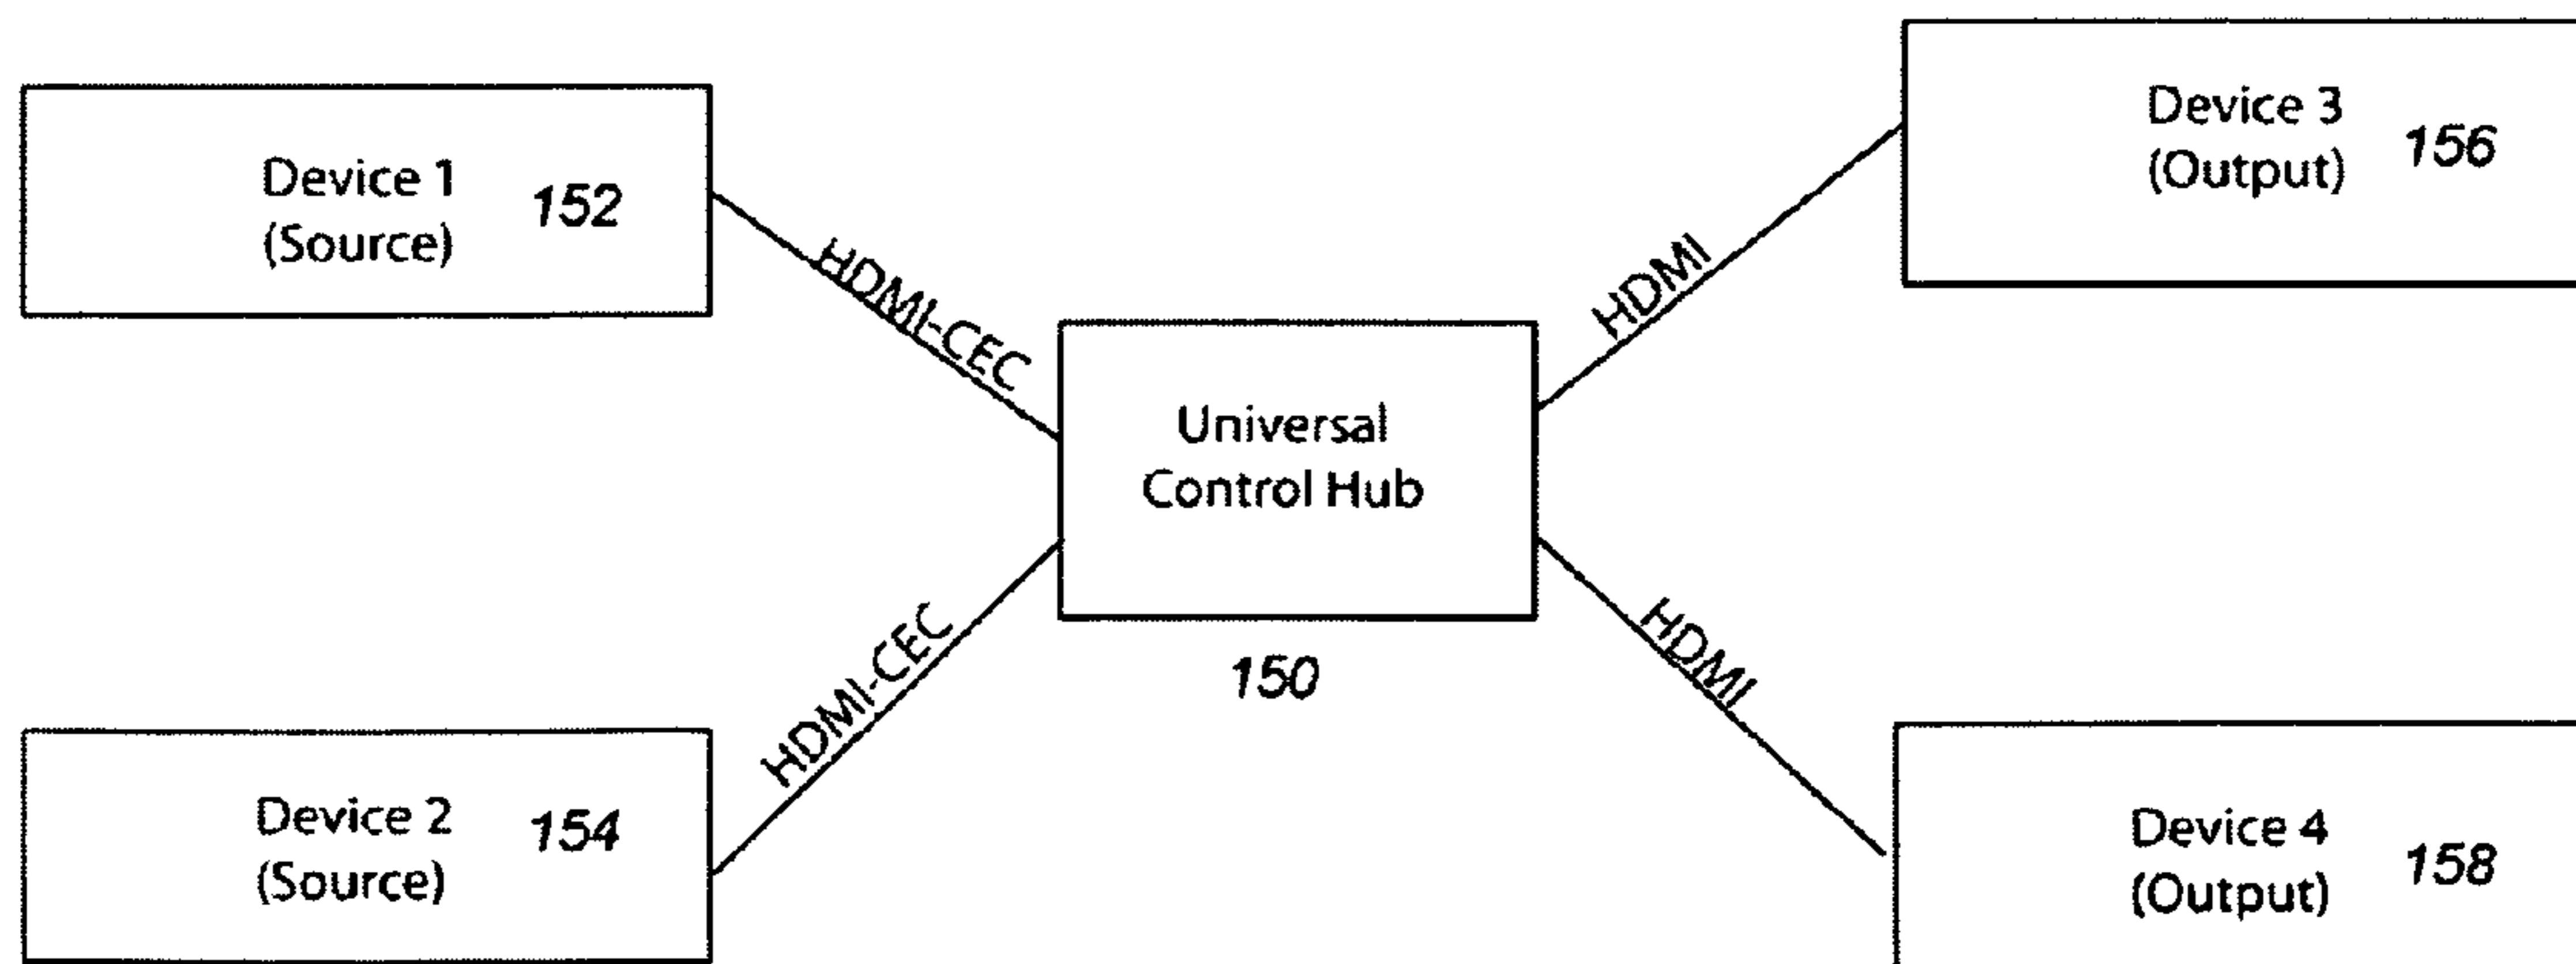 Device 1
(Source)
152
HDMI-CEC
Device 2
(Source)
154
HDMI-CEC
Universal
Control Hub
150
HDMI
Device 3
(Output)
156
HDMI
Device 4
(Output)
158